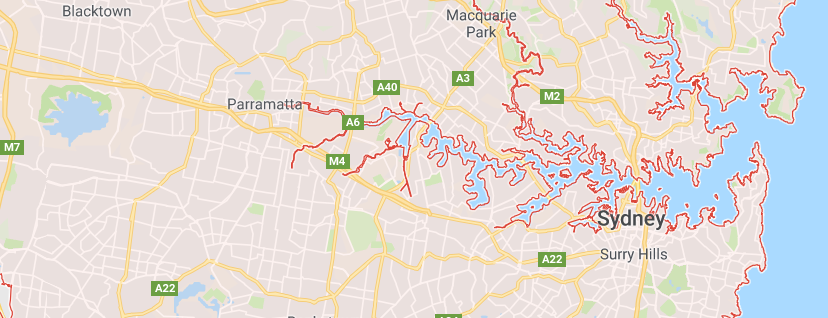 Blacktown
Macquarie
Park
A3
A40
M2
Parramatta
A6
M7
M4
Sydney
Surry Hills
A22
A22